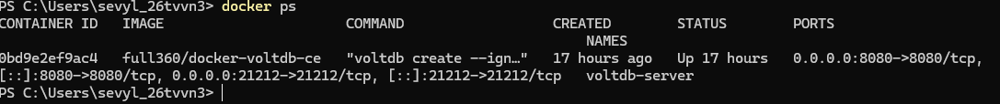 PS C:\Users\sevyl_26tvvn3> docker ps
CONTAINER ID   IMAGE                      COMMAND                  CREATED        STATUS        PORTS
                                                                   NAMES
0bd9e2ef9ac4   full360/docker-voltdb-ce   "voltdb create --ign…"   17 hours ago   Up 17 hours   0.0.0.0:8080->8080/tcp,
[::]:8080->8080/tcp, 0.0.0.0:21212->21212/tcp, [::]:21212->21212/tcp   voltdb-server
PS C:\Users\sevyl_26tvvn3>